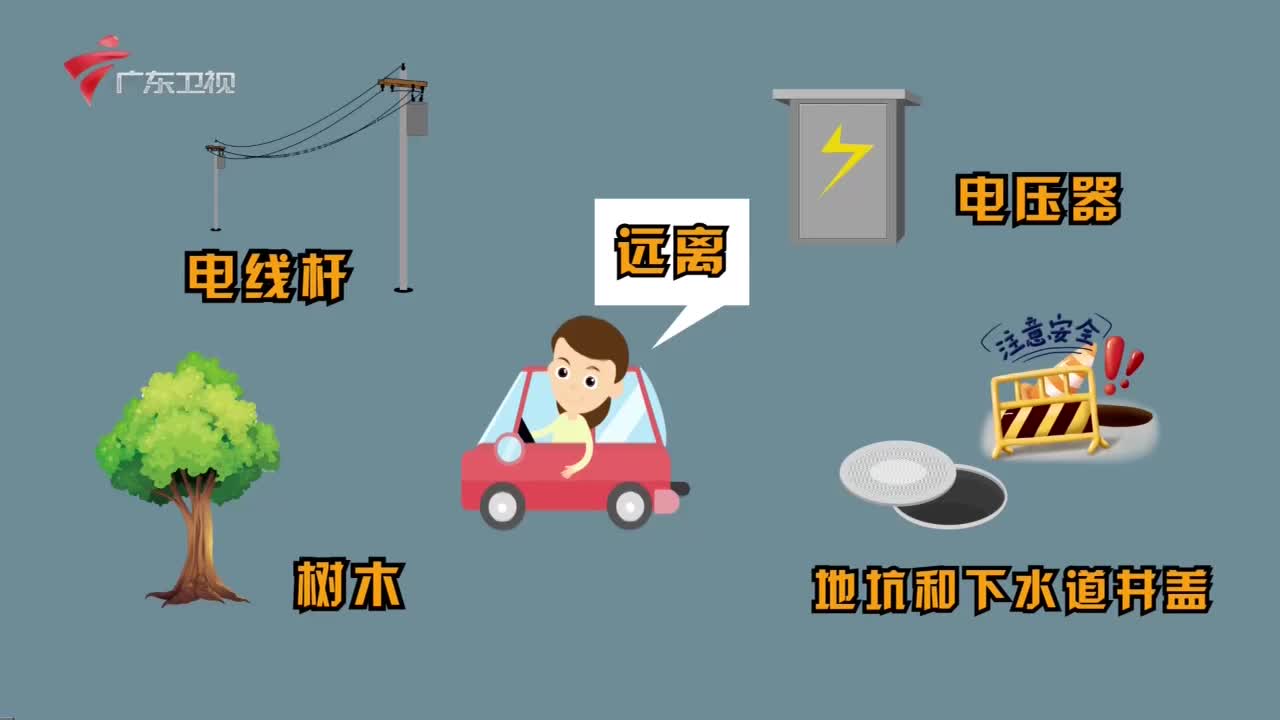 广东卫视
电线杆
远离
电压器
注意安全
树木
地坑和下水道井盖